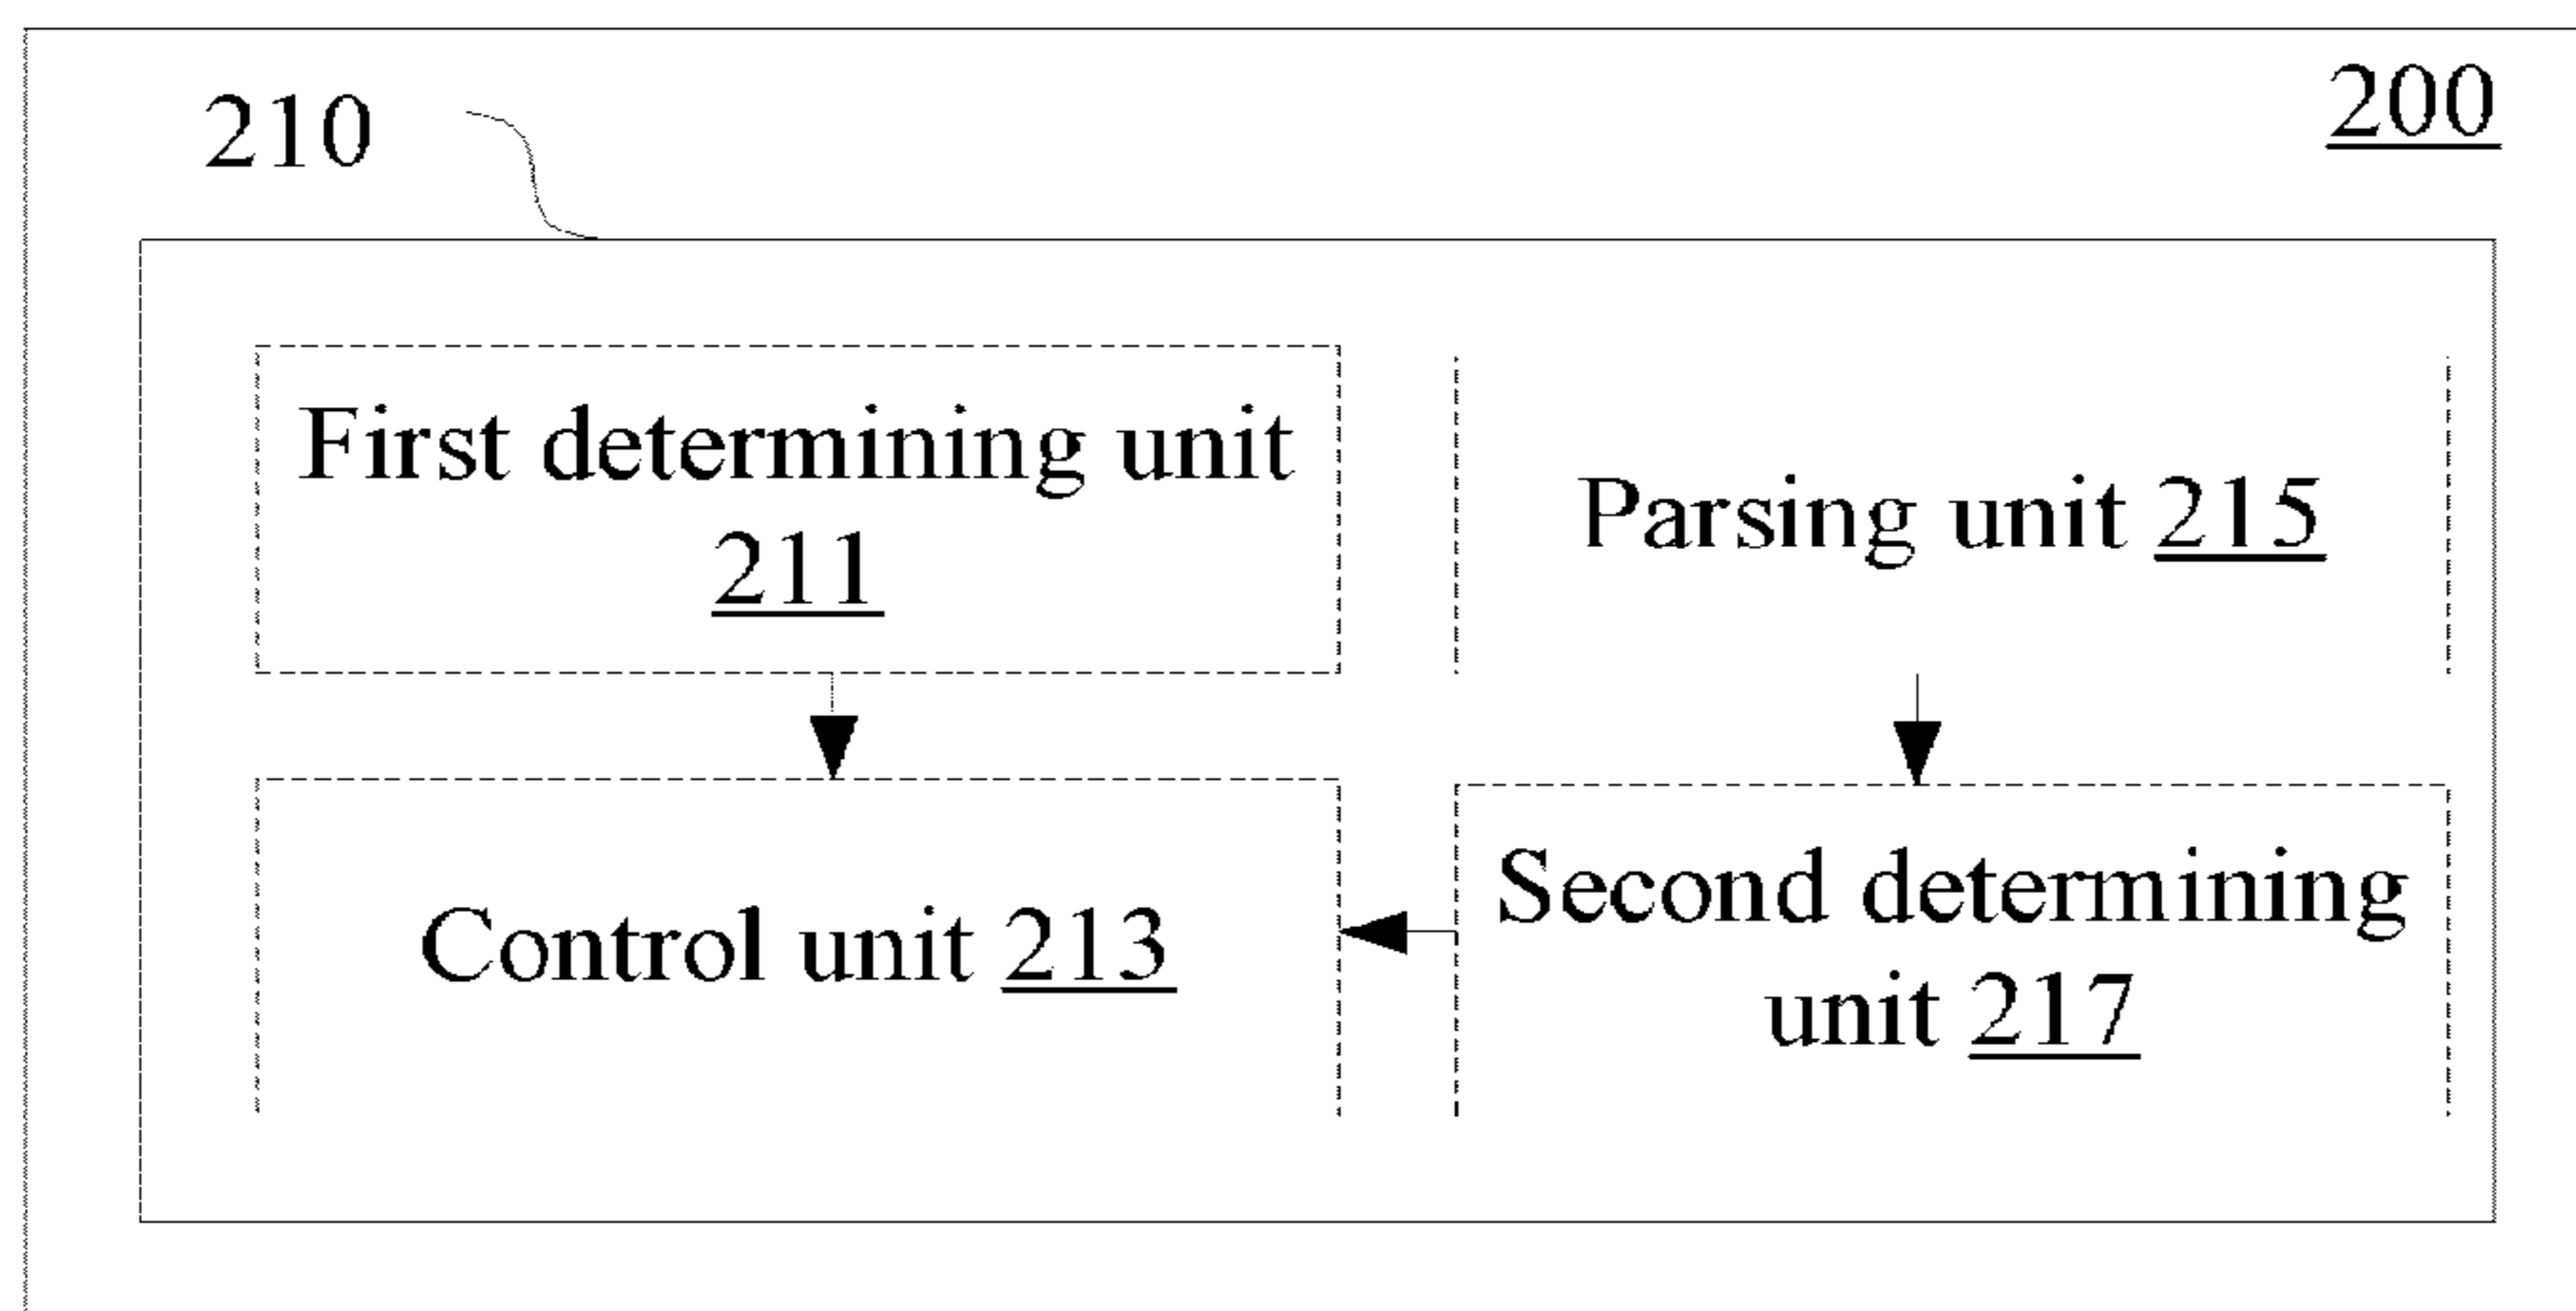 210
200
First determining unit
211
Parsing unit 215
Control unit 213
Second determining
unit 217